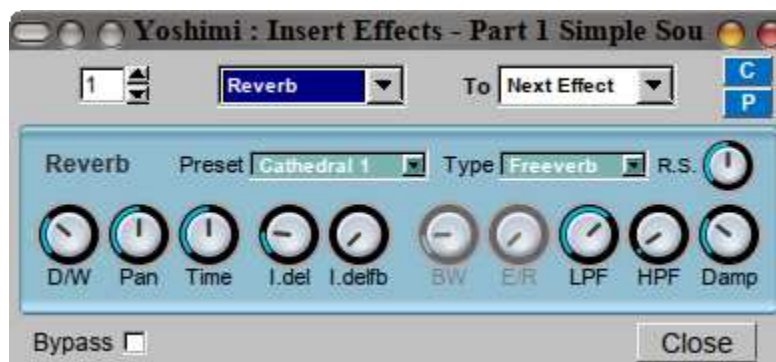 Yoshimi : Insert Effects - Part 1 Simple Sou
1 Reverb To Next Effect C
P
Reverb Preset Cathedral 1 Type Freeverb R.S.
D/W Pan Time I.del I.delfb BW E/R LPF HPF Damp
Bypass Close